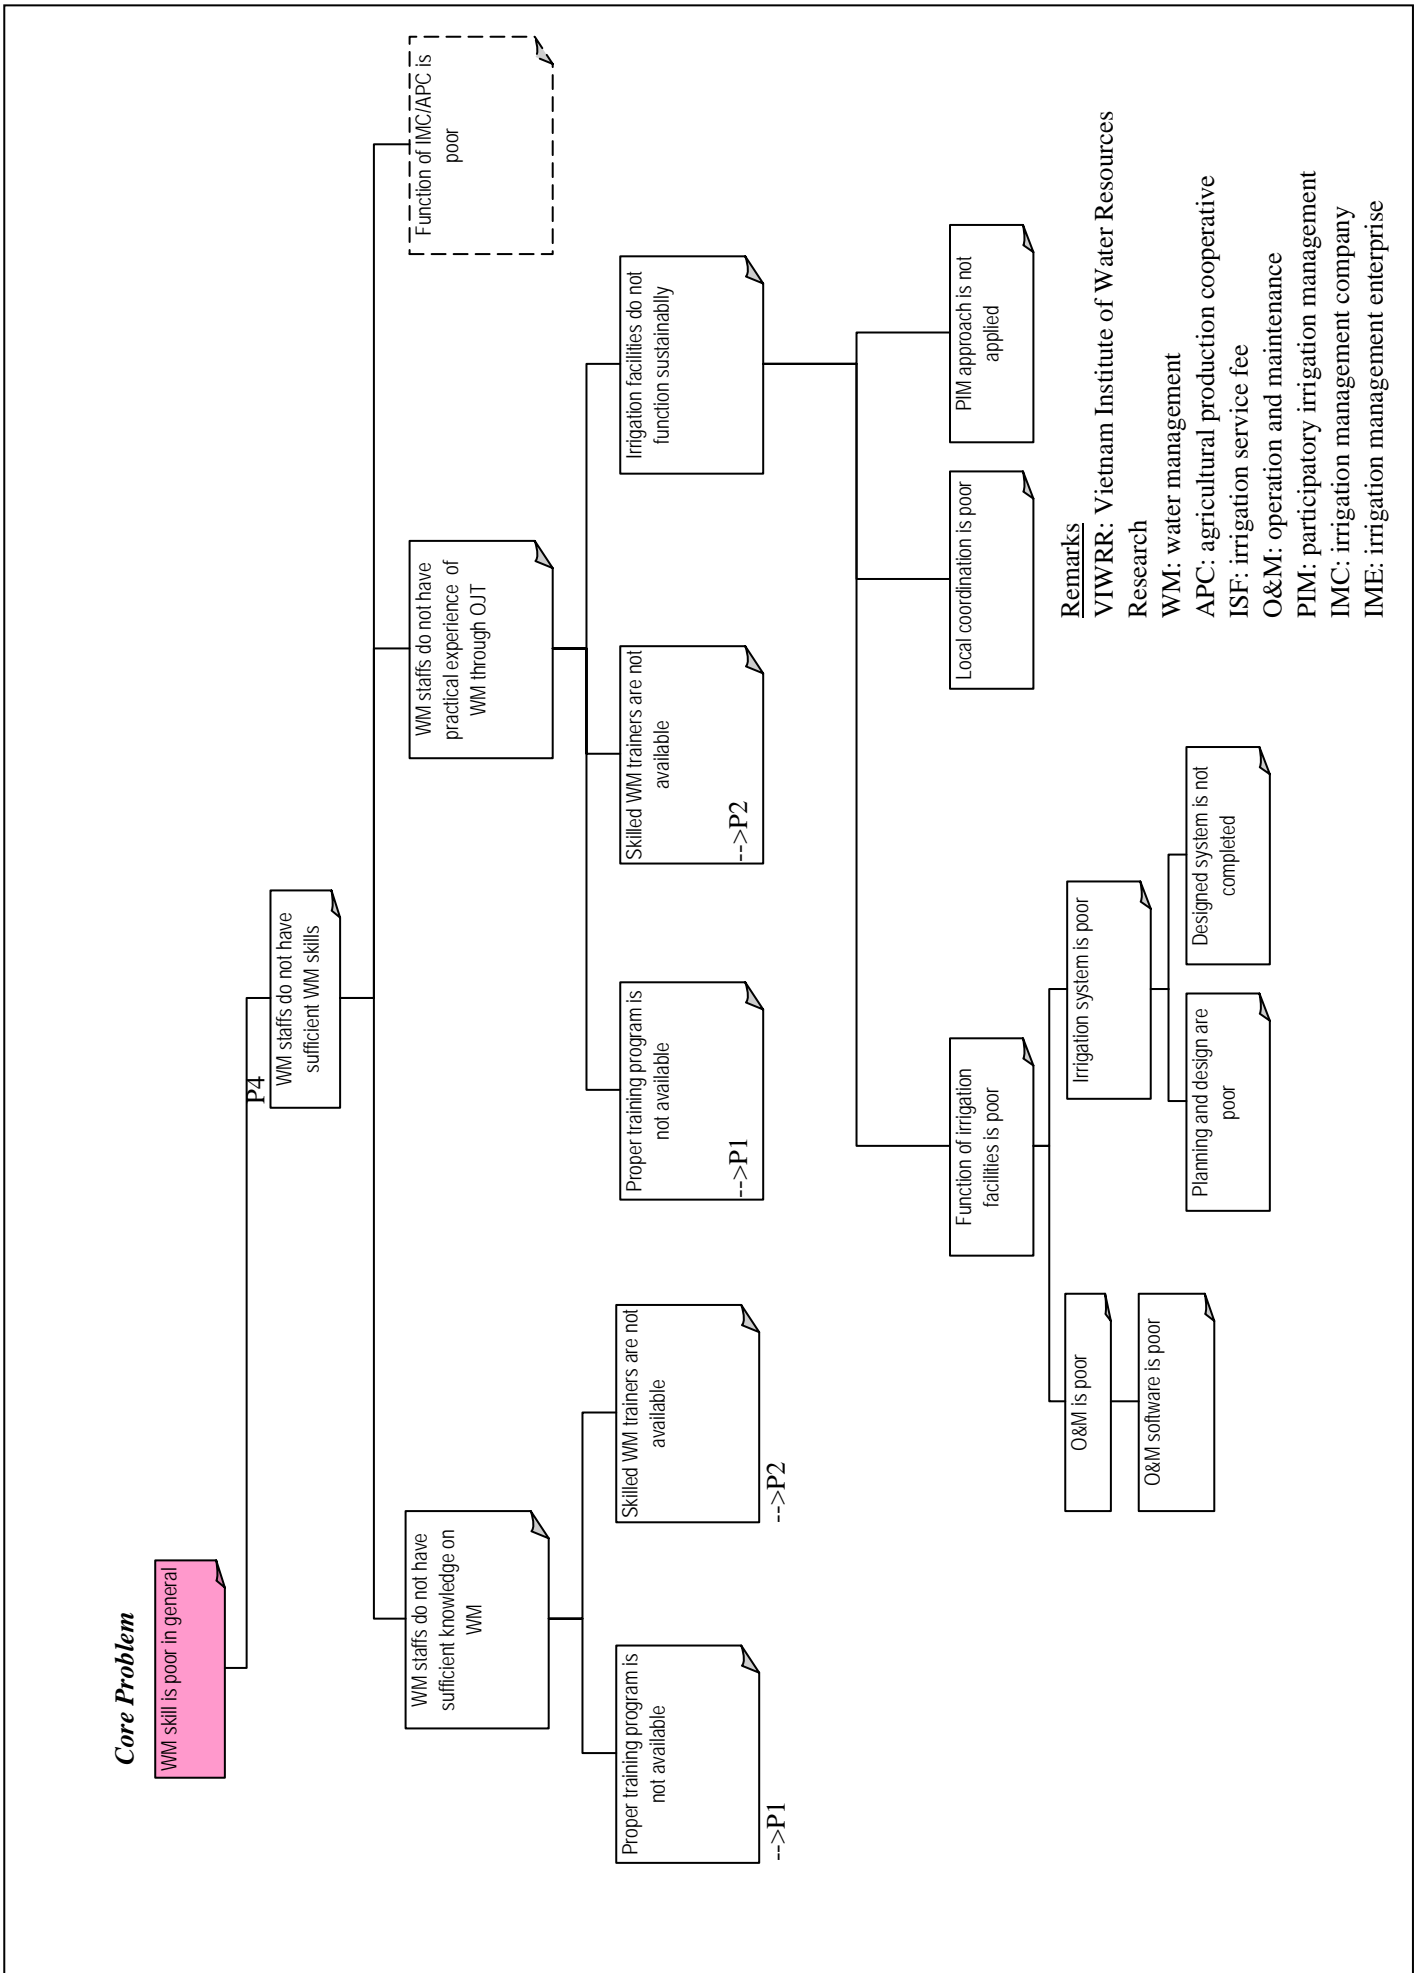 Core Problem
WM skill is poor in general
P4
WM staffs do not have
sufficient WM skills
WM staffs do not have
sufficient knowledge on
WM
WM staffs do not have
practical experience of
WM through OJT
Function of IMC/APC is
poor
Proper training program is
not available
-->P1
Skilled WM trainers are not
available
-->P2
Proper training program is
not available
-->P1
Skilled WM trainers are not
available
-->P2
Irrigation facilities do not
function sustainablly
Function of irrigation
facilities is poor
Local coordination is poor
PIM approach is not
applied
O&M is poor
Irrigation system is poor
O&M software is poor
Planning and design are
poor
Designed system is not
completed
Remarks
VIWRR: Vietnam Institute of Water Resources
Research
WM: water management
APC: agricultural production cooperative
ISF: irrigation service fee
O&M: operation and maintenance
PIM: participatory irrigation management
IMC: irrigation management company
IME: irrigation management enterprise